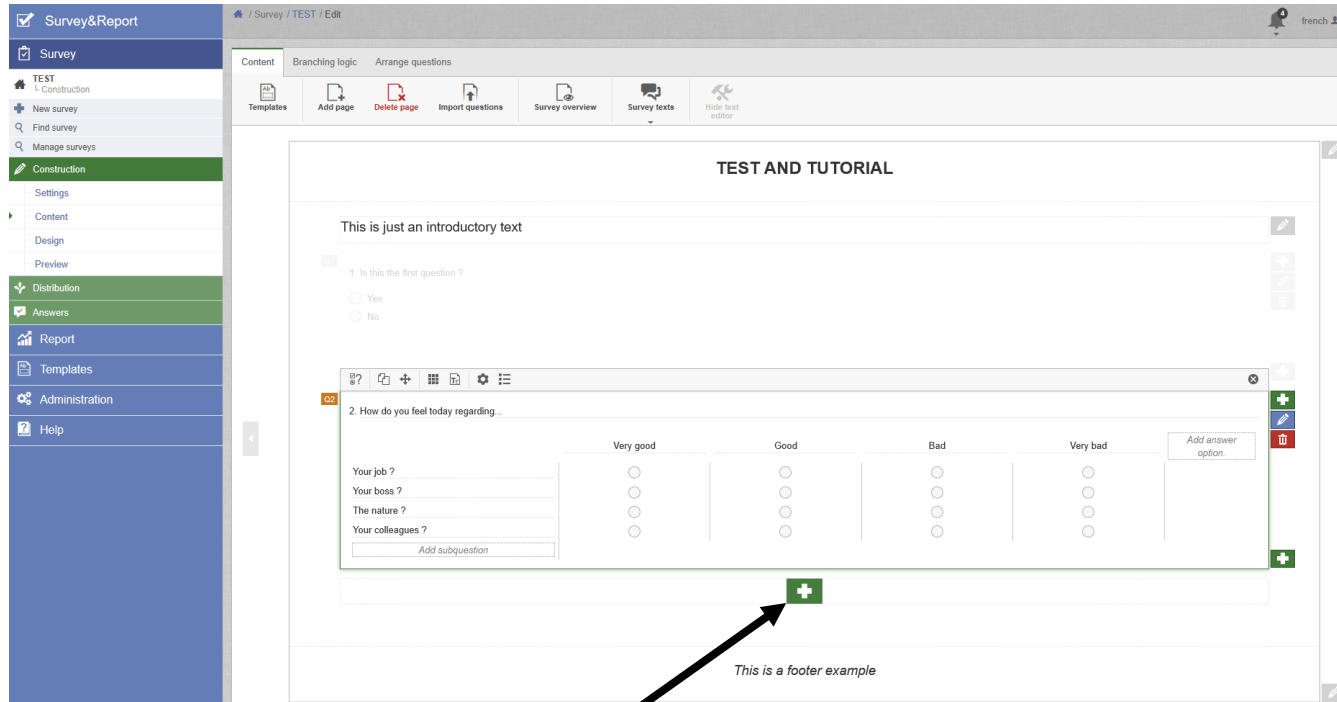 Survey&Report
/ Survey / TEST / Edit
4
french
Survey
TEST
Construction
New survey
Find survey
Manage surveys
Construction
Settings
Content
Design
Preview
Distribution
Answers
Report
Templates
Administration
Help
Content Branching logic Arrange questions
Templates Add page Delete page Import questions Survey overview Survey texts Hide text
editor
TEST AND TUTORIAL
This is just an introductory text
1. Is this the first question ?
Yes
No
Q2
2. How do you feel today regarding...
Very good Good Bad Very bad Add answer
option.
Your job ?
Your boss ?
The nature ?
Your colleagues ?
Add subquestion
This is a footer example